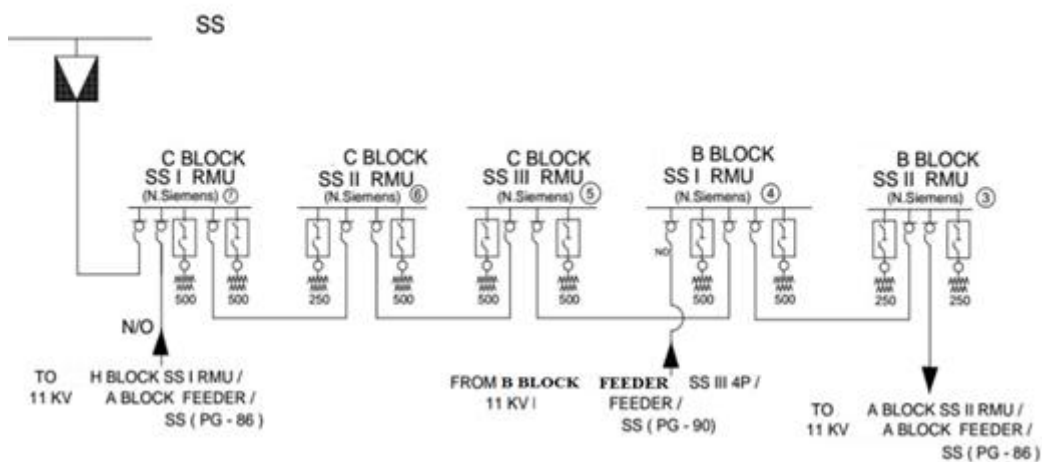 SS
C BLOCK
SS I RMU
(N.Siemens) 7
C BLOCK
SS II RMU
(N.Siemens) 6
C BLOCK
SS III RMU
(N.Siemens) 5
B BLOCK
SS I RMU
(N.Siemens) 4
B BLOCK
SS II RMU
(N.Siemens) 3
NO
500 500 250 500 250 500 500 500 250 250
N/O
TO H BLOCK SS I RMU /
11 KV A BLOCK FEEDER /
SS ( PG - 86 )
FROM B BLOCK FEEDER SS III 4P /
11 KV FEEDER /
SS ( PG - 90)
TO A BLOCK SS II RMU /
11 KV A BLOCK FEEDER /
SS ( PG - 86 )